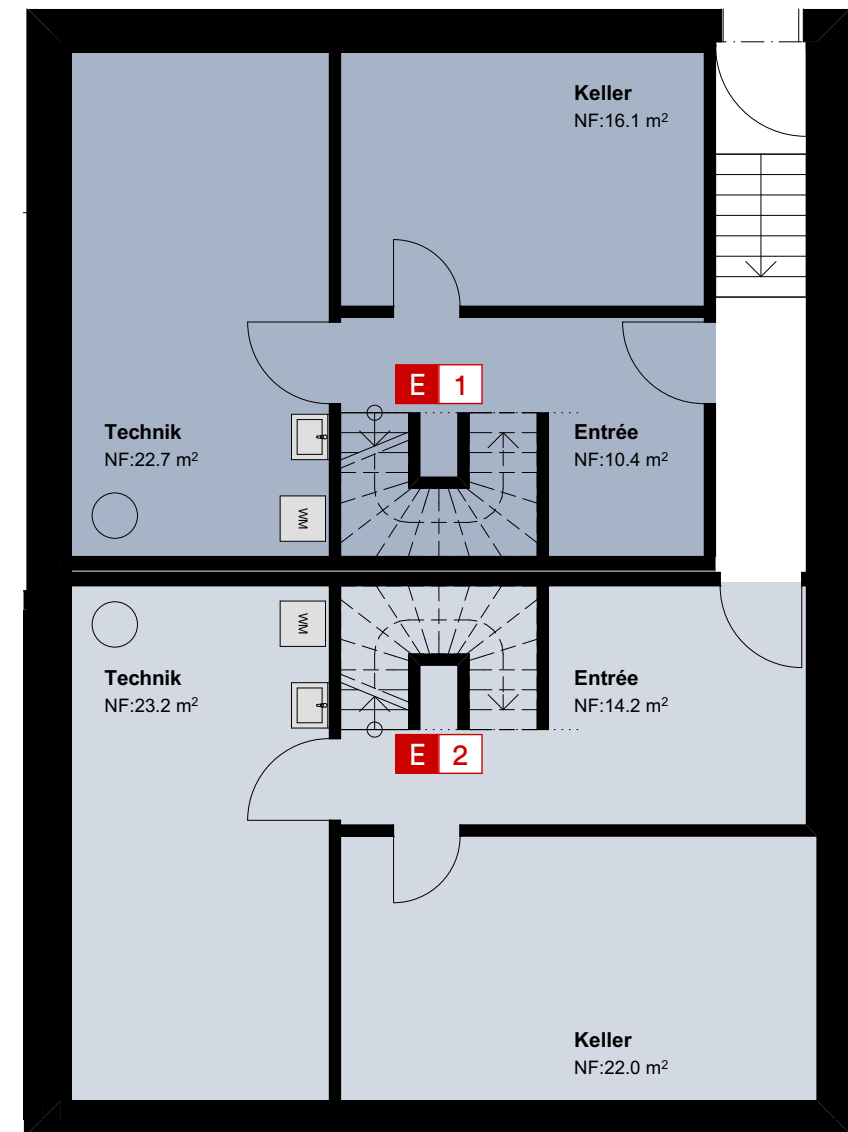 Keller
NF:16.1 m²
E 1
Technik
NF:22.7 m²
Entrée
NF:10.4 m²
WM
WM
Technik
NF:23.2 m²
Entrée
NF:14.2 m²
E 2
Keller
NF:22.0 m²